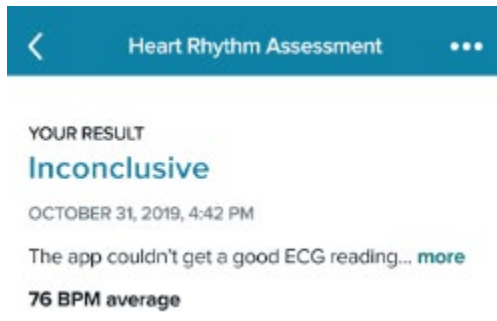 Heart Rhythm Assessment
YOUR RESULT
Inconclusive
OCTOBER 31, 2019, 4:42 PM
The app couldn't get a good ECG reading... more
76 BPM average